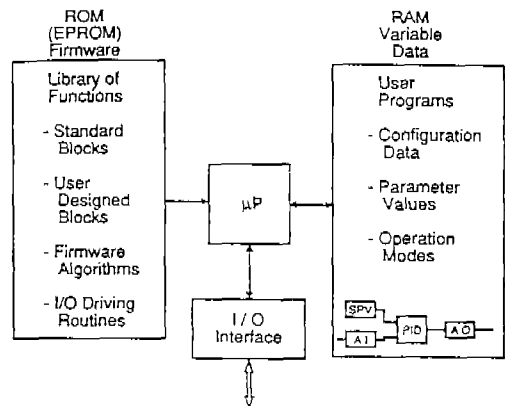 ROM
(EPROM)
Firmware
Library of
Functions
- Standard
Blocks
- User
Designed
Blocks
- Firmware
Algorithms
- I/O Driving
Routines
µP
I / O
Interface
RAM
Variable
Data
User
Programs
- Configuration
Data
- Parameter
Values
- Operation
Modes
SPV
AI
PID
AO